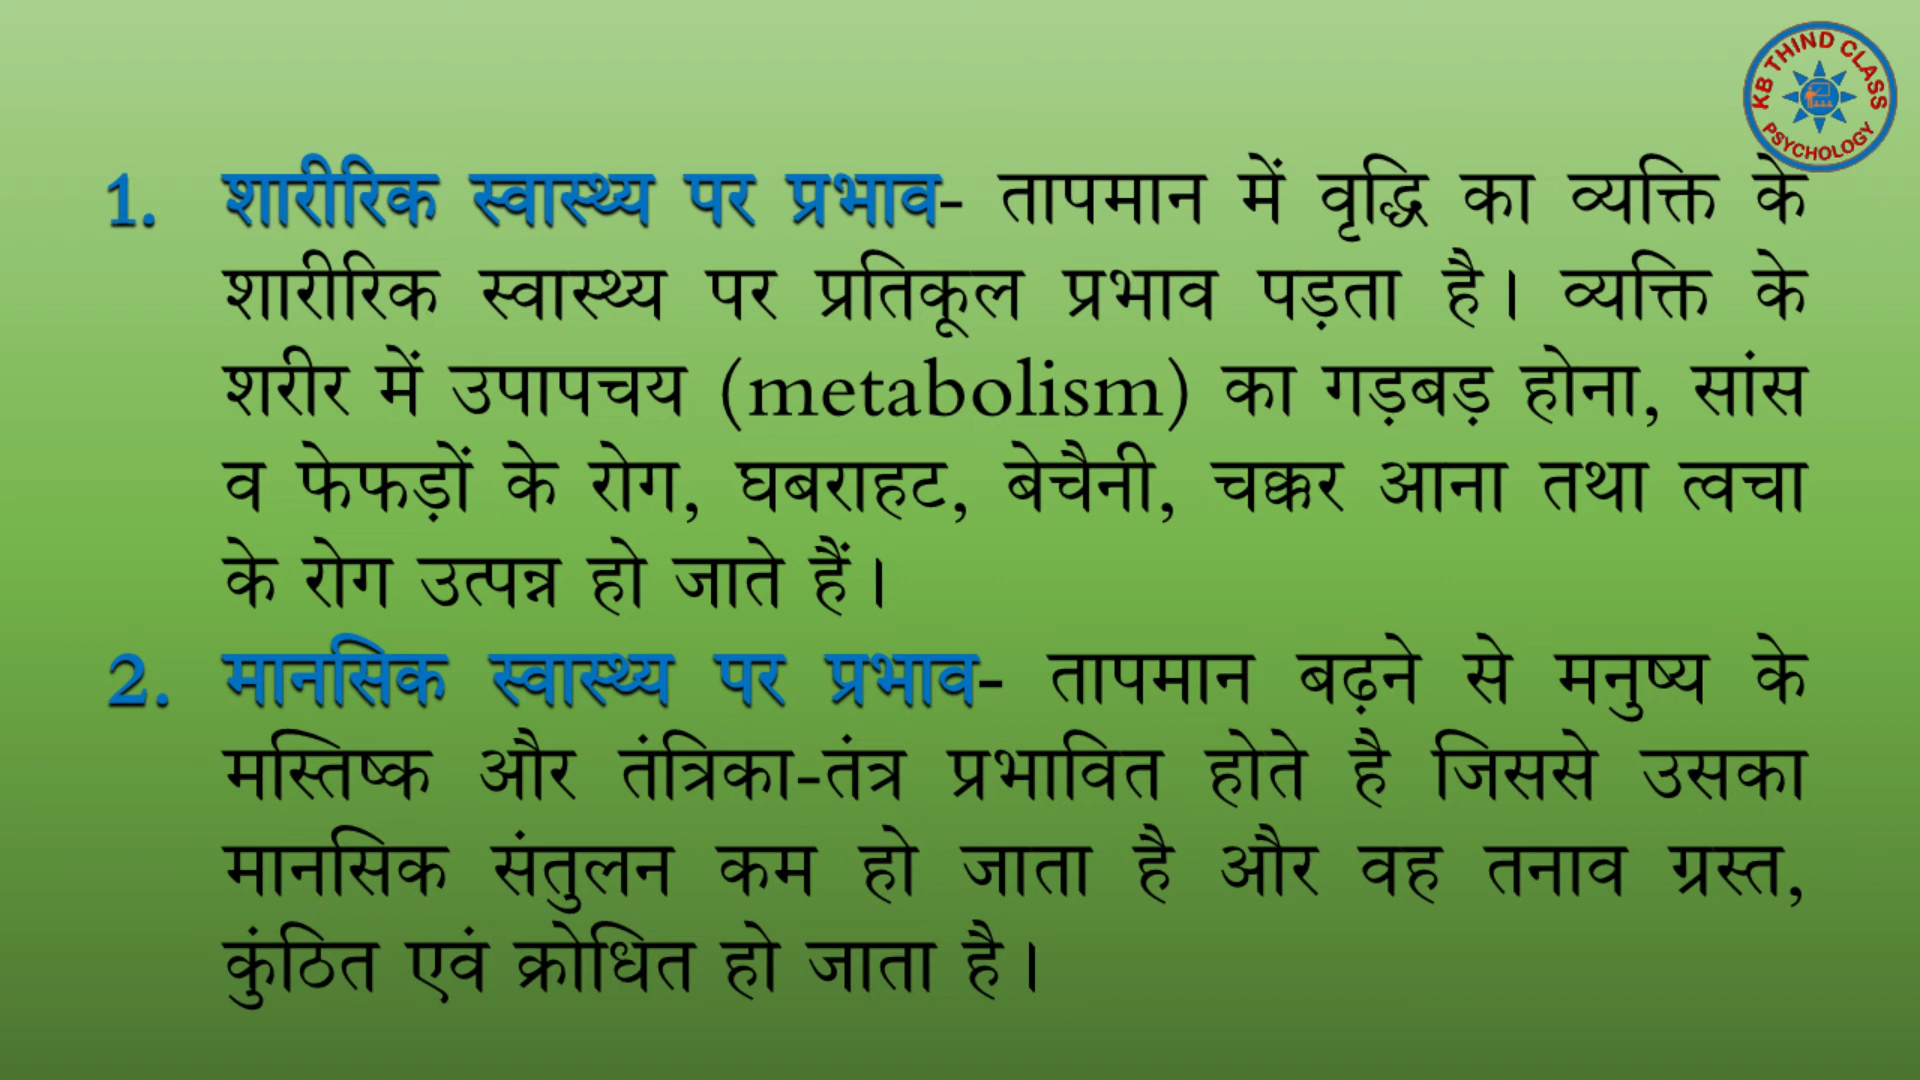 KB THIND CLASS
PSYCHOLOGY
1. शारीरिक स्वास्थ्य पर प्रभाव- तापमान में वृद्धि का व्यक्ति के
शारीरिक स्वास्थ्य पर प्रतिकूल प्रभाव पड़ता है। व्यक्ति के
शरीर में उपापचय (metabolism) का गड़बड़ होना, सांस
व फेफड़ों के रोग, घबराहट, बेचैनी, चक्कर आना तथा त्वचा
के रोग उत्पन्न हो जाते हैं।
2. मानसिक स्वास्थ्य पर प्रभाव- तापमान बढ़ने से मनुष्य के
मस्तिष्क और तंत्रिका-तंत्र प्रभावित होते है जिससे उसका
मानसिक संतुलन कम हो जाता है और वह तनाव ग्रस्त,
कुंठित एवं क्रोधित हो जाता है।